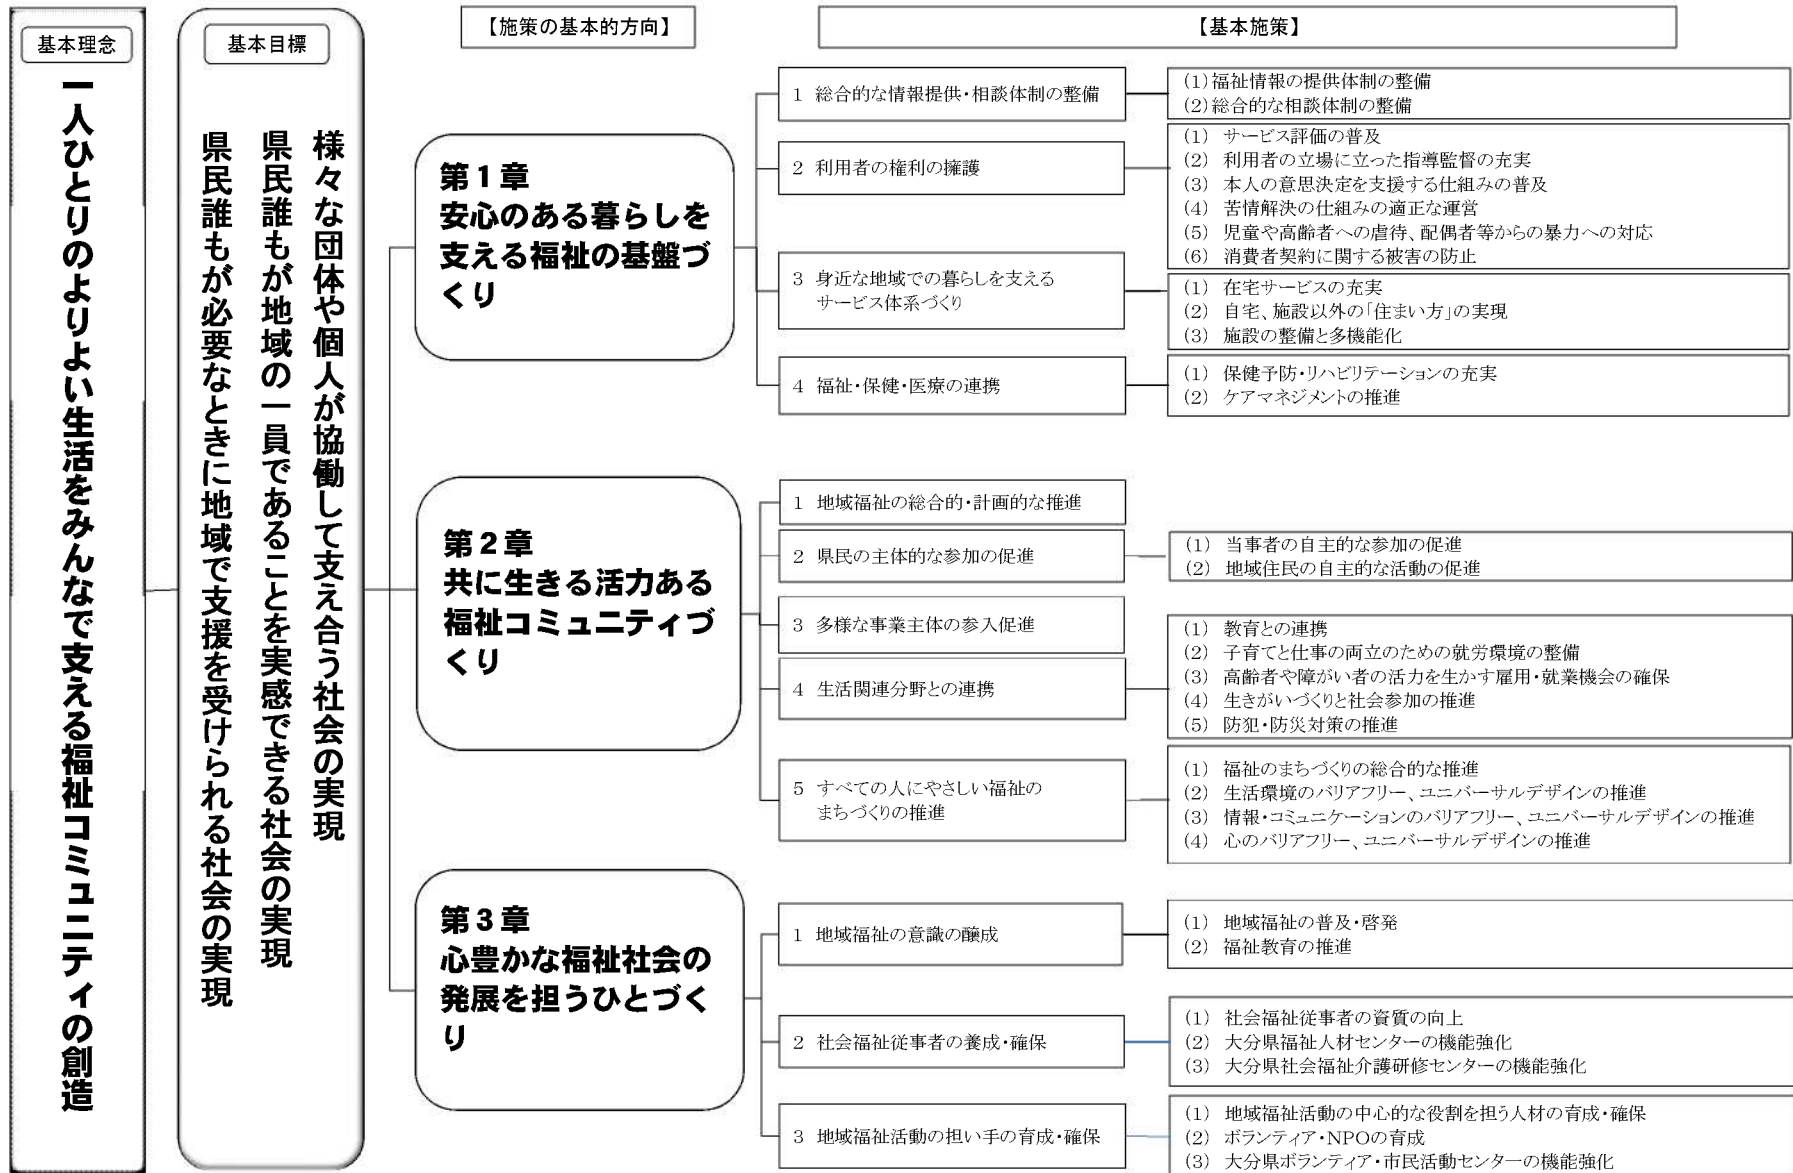 基本理念
一人ひとりのよりよい生活をみんなで支える福祉コミュニティの創造
基本目標
様々な団体や個人が協働して支え合う社会の実現
県民誰もが地域の一員であることを実感できる社会の実現
県民誰もが必要なときに地域で支援を受けられる社会の実現
【施策の基本的方向】
【基本施策】
第1章
安心のある暮らしを
支える福祉の基盤づ
くり
1 総合的な情報提供・相談体制の整備
(1)福祉情報の提供体制の整備
(2)総合的な相談体制の整備
2 利用者の権利の擁護
(1) サービス評価の普及
(2) 利用者の立場に立った指導監督の充実
(3) 本人の意思決定を支援する仕組みの普及
(4) 苦情解決の仕組みの適正な運営
(5) 児童や高齢者への虐待、配偶者等からの暴力への対応
(6) 消費者契約に関する被害の防止
3 身近な地域での暮らしを支える
サービス体系づくり
(1) 在宅サービスの充実
(2) 自宅、施設以外の「住まい方」の実現
(3) 施設の整備と多機能化
4 福祉・保健・医療の連携
(1) 保健予防・リハビリテーションの充実
(2) ケアマネジメントの推進
第2章
共に生きる活力ある
福祉コミュニティづ
くり
1 地域福祉の総合的・計画的な推進
2 県民の主体的な参加の促進
(1) 当事者の自主的な参加の促進
(2) 地域住民の自主的な活動の促進
3 多様な事業主体の参入促進
4 生活関連分野との連携
(1) 教育との連携
(2) 子育てと仕事の両立のための就労環境の整備
(3) 高齢者や障がい者の活力を生かす雇用・就業機会の確保
(4) 生きがいづくりと社会参加の推進
(5) 防犯・防災対策の推進
5 すべての人にやさしい福祉の
まちづくりの推進
(1) 福祉のまちづくりの総合的な推進
(2) 生活環境のバリアフリー、ユニバーサルデザインの推進
(3) 情報・コミュニケーションのバリアフリー、ユニバーサルデザインの推進
(4) 心のバリアフリー、ユニバーサルデザインの推進
第3章
心豊かな福祉社会の
発展を担うひとづく
り
1 地域福祉の意識の醸成
(1) 地域福祉の普及・啓発
(2) 福祉教育の推進
2 社会福祉従事者の養成・確保
(1) 社会福祉従事者の資質の向上
(2) 大分県福祉人材センターの機能強化
(3) 大分県社会福祉介護研修センターの機能強化
3 地域福祉活動の担い手の育成・確保
(1) 地域福祉活動の中心的な役割を担う人材の育成・確保
(2) ボランティア・NPOの育成
(3) 大分県ボランティア・市民活動センターの機能強化